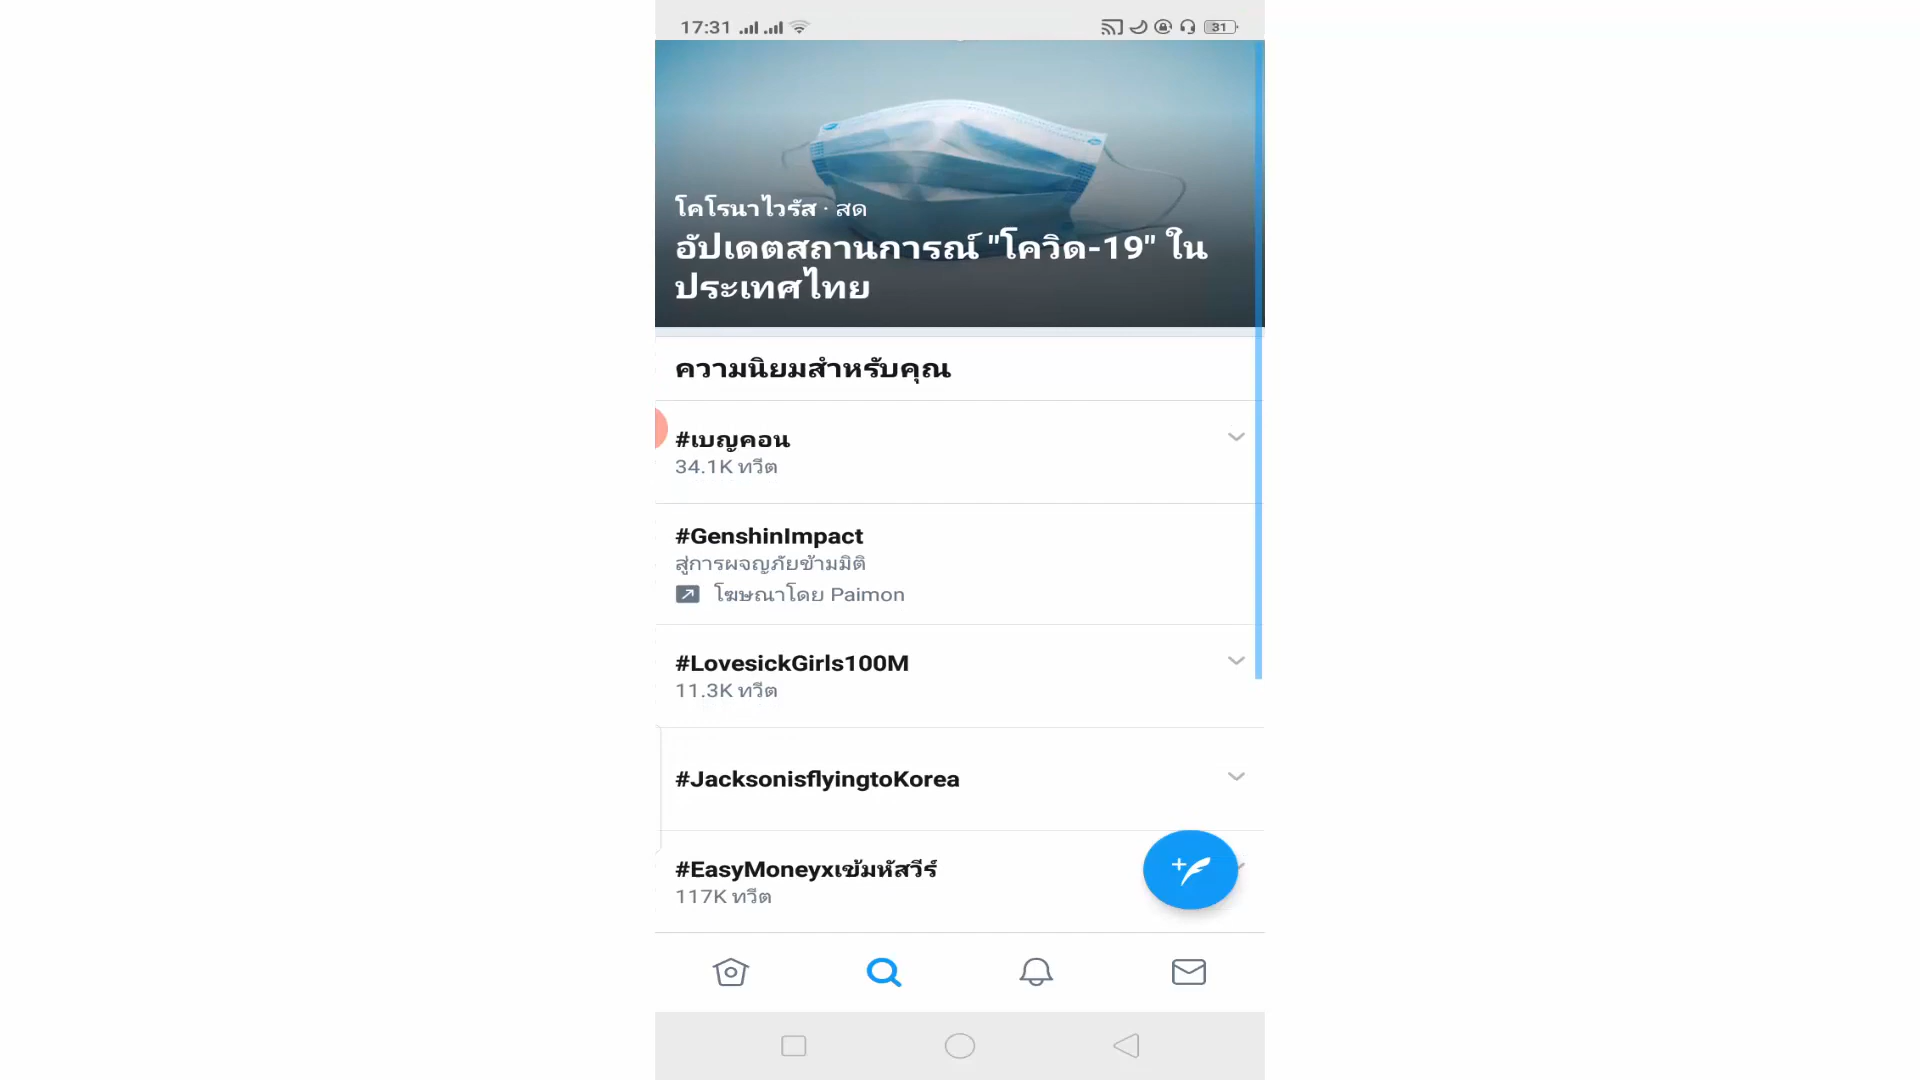 17:31
31
โคโรนาไวรัส · สด
อัปเดตสถานการณ์ "โควิด-19" ใน
ประเทศไทย
ความนิยมสำหรับคุณ
#เบญคอน
34.1K ทวีต
#GenshinImpact
สู่การผจญภัยข้ามมิติ
โฆษณาโดย Paimon
#LovesickGirls100M
11.3K ทวีต
#JacksonisflyingtoKorea
#EasyMoneyxเข้มหัสวีร์
117K ทวีต